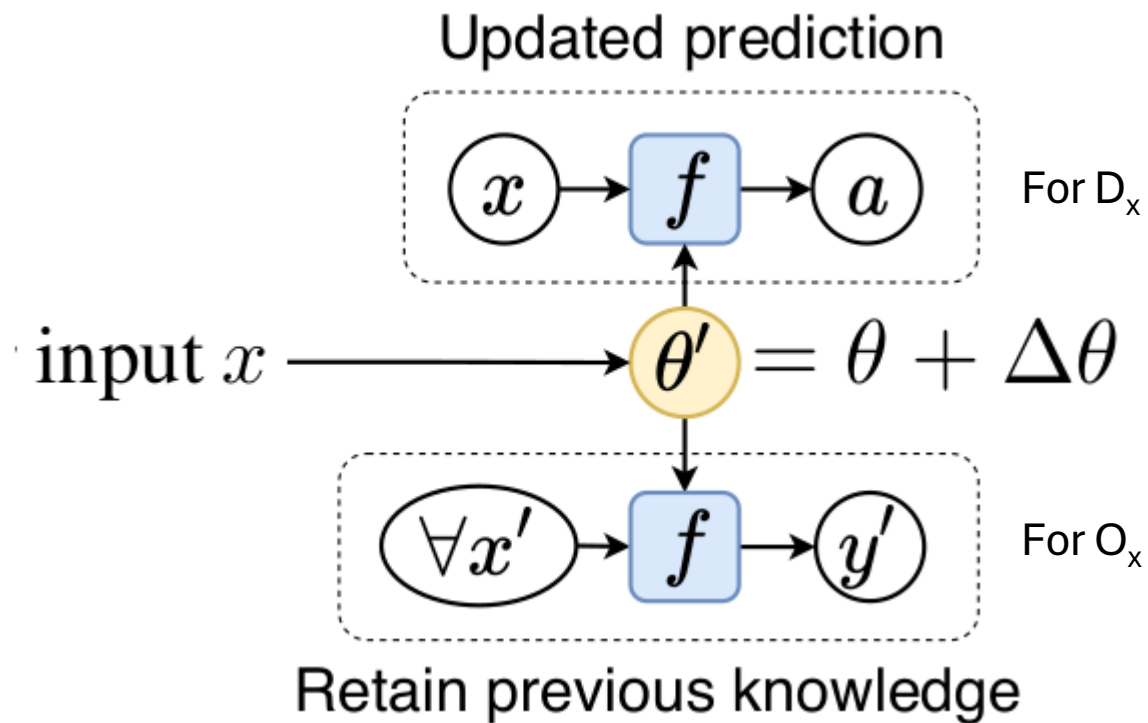 Updated prediction
x f a For Dₓ
input x θ′ = θ + Δθ
∀x′ f y′ For Oₓ
Retain previous knowledge